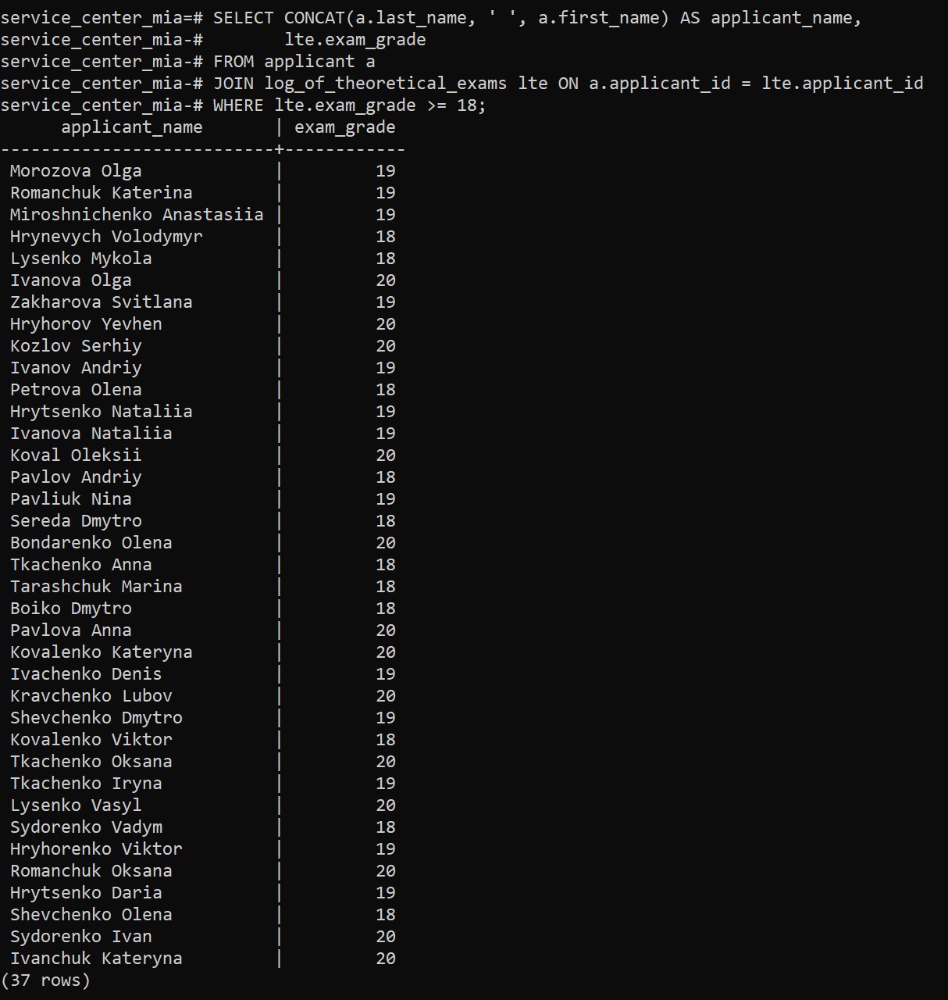 service_center_mia=# SELECT CONCAT(a.last_name, ' ', a.first_name) AS applicant_name,
service_center_mia-#        lte.exam_grade
service_center_mia-# FROM applicant a
service_center_mia-# JOIN log_of_theoretical_exams lte ON a.applicant_id = lte.applicant_id
service_center_mia-# WHERE lte.exam_grade >= 18;
      applicant_name       | exam_grade
---------------------------+------------
 Morozova Olga             |         19
 Romanchuk Katerina        |         19
 Miroshnichenko Anastasiia |         19
 Hrynevych Volodymyr       |         18
 Lysenko Mykola            |         18
 Ivanova Olga              |         20
 Zakharova Svitlana        |         19
 Hryhorov Yevhen           |         20
 Kozlov Serhiy             |         20
 Ivanov Andriy             |         19
 Petrova Olena             |         18
 Hrytsenko Nataliia        |         19
 Ivanova Nataliia          |         19
 Koval Oleksii             |         20
 Pavlov Andriy             |         18
 Pavliuk Nina              |         19
 Sereda Dmytro             |         18
 Bondarenko Olena          |         20
 Tkachenko Anna            |         18
 Tarashchuk Marina         |         18
 Boiko Dmytro              |         18
 Pavlova Anna              |         20
 Kovalenko Kateryna        |         20
 Ivachenko Denis           |         19
 Kravchenko Lubov          |         20
 Shevchenko Dmytro         |         19
 Kovalenko Viktor          |         18
 Tkachenko Oksana          |         20
 Tkachenko Iryna           |         19
 Lysenko Vasyl             |         20
 Sydorenko Vadym           |         18
 Hryhorenko Viktor         |         19
 Romanchuk Oksana          |         20
 Hrytsenko Daria           |         19
 Shevchenko Olena          |         18
 Sydorenko Ivan            |         20
 Ivanchuk Kateryna         |         20
(37 rows)